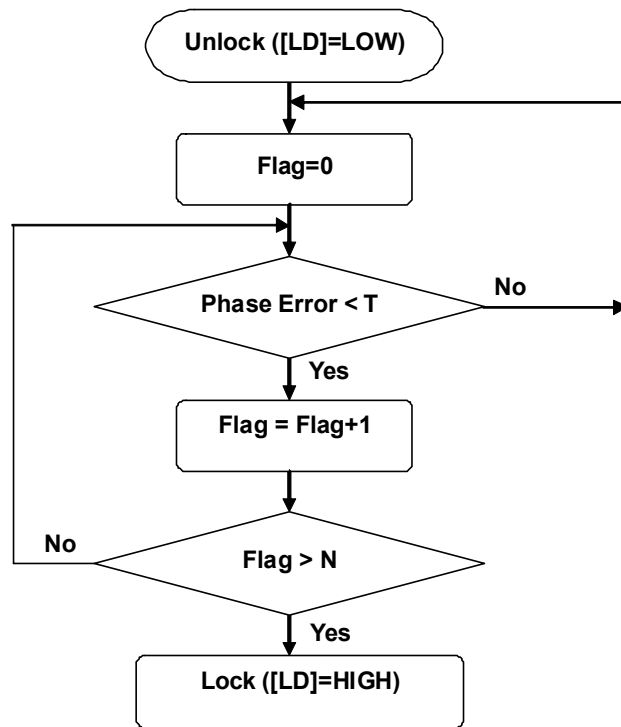 Unlock ([LD]=LOW)
Flag=0
Phase Error < T
No
Yes
Flag = Flag+1
No
Flag > N
Yes
Lock ([LD]=HIGH)